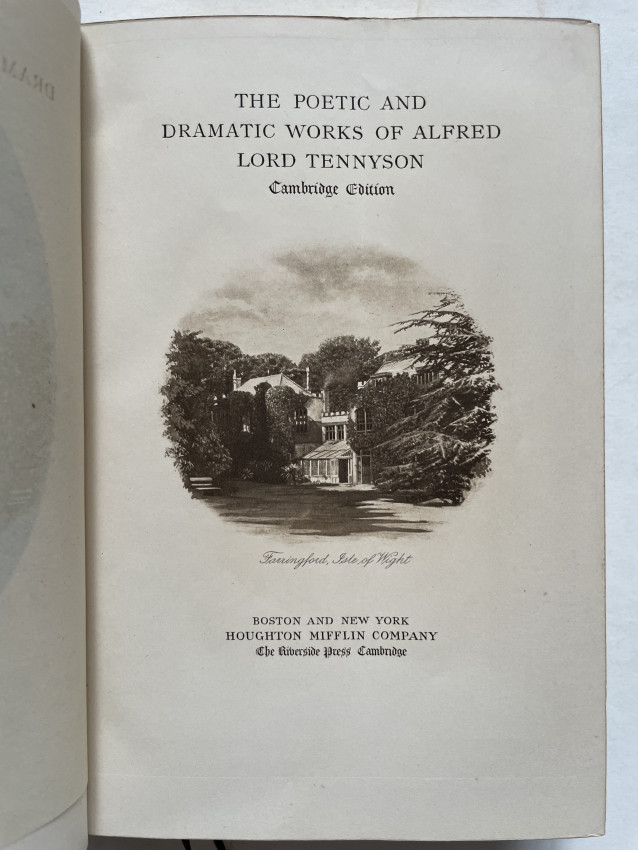 THE POETIC AND
DRAMATIC WORKS OF ALFRED
LORD TENNYSON
Cambridge Edition
Farringford, Isle of Wight
BOSTON AND NEW YORK
HOUGHTON MIFFLIN COMPANY
The Riverside Press Cambridge